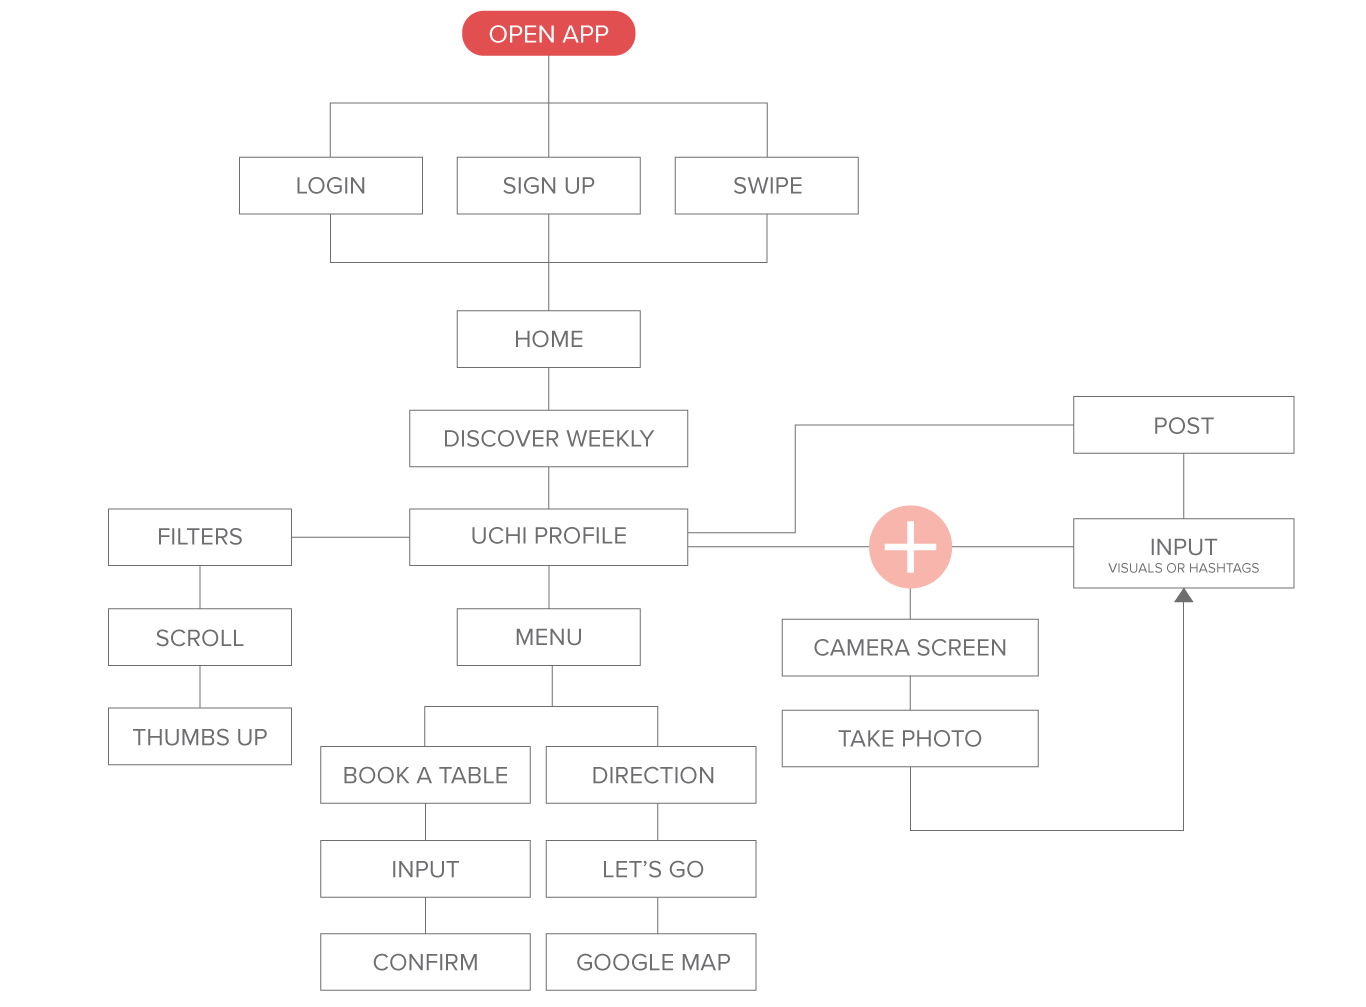 OPEN APP
LOGIN
SIGN UP
SWIPE
HOME
DISCOVER WEEKLY
POST
FILTERS
UCHI PROFILE
INPUT
VISUALS OR HASHTAGS
SCROLL
MENU
CAMERA SCREEN
THUMBS UP
TAKE PHOTO
BOOK A TABLE
DIRECTION
INPUT
LET’S GO
CONFIRM
GOOGLE MAP